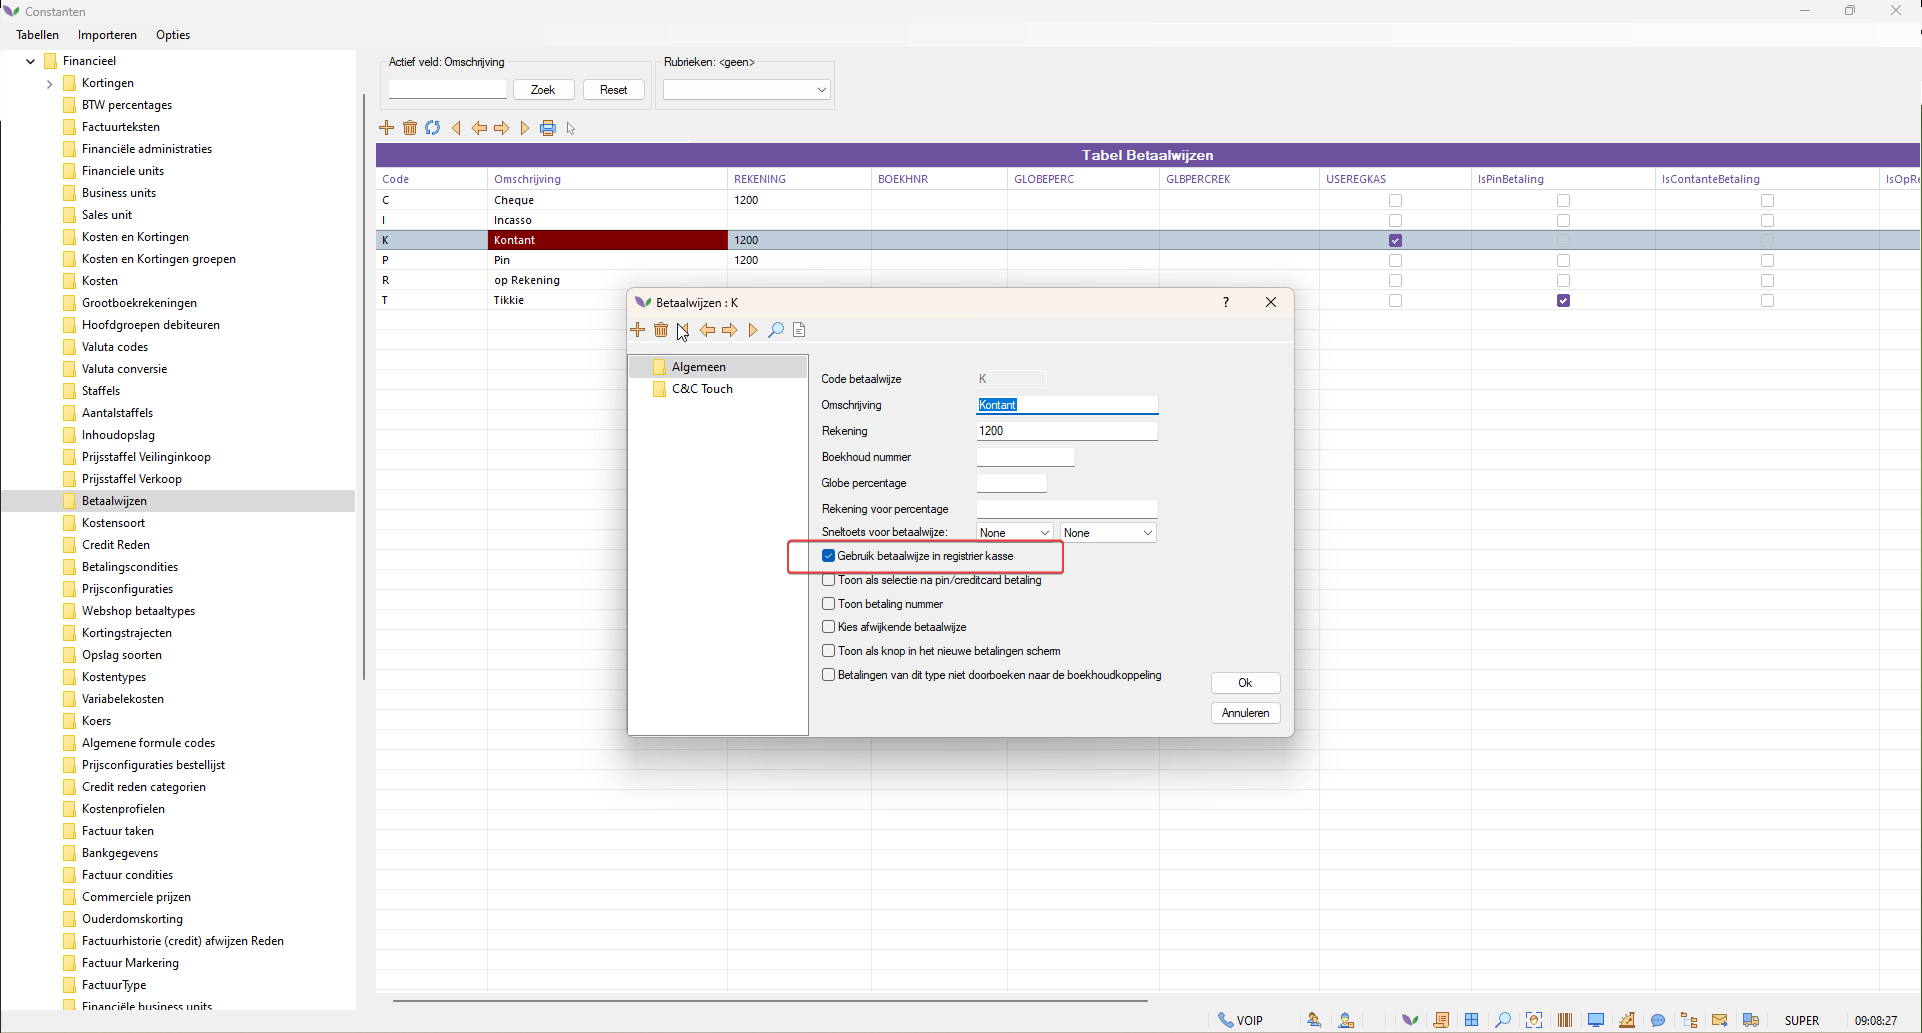 Constanten
Tabellen Importeren Opties
Financieel
Kortingen
BTW percentages
Factuurteksten
Financiële administraties
Financiele units
Business units
Sales unit
Kosten en Kortingen
Kosten en Kortingen groepen
Kosten
Grootboekrekeningen
Hoofdgroepen debiteuren
Valuta codes
Valuta conversie
Staffels
Aantalstaffels
Inhoudopslag
Prijsstaffel Veilinginkoop
Prijsstaffel Verkoop
Betaalwijzen
Kostensoort
Credit Reden
Betalingscondities
Prijsconfiguraties
Webshop betaaltypes
Kortingstrajecten
Opslag soorten
Kostentypes
Variabelekosten
Koers
Algemene formule codes
Prijsconfiguraties bestellijst
Credit reden categorien
Kostenprofielen
Factuur taken
Bankgegevens
Factuur condities
Commerciele prijzen
Ouderdomskorting
Factuurhistorie (credit) afwijzen Reden
Factuur Markering
FactuurType
Financiële business units
Actief veld: Omschrijving Rubrieken: <geen>
Zoek Reset
Tabel Betaalwijzen
Code Omschrijving REKENING BOEKHNR GLOBEPERC GLBPERCREK USEREGKAS IsPinBetaling IsContanteBetaling IsOpRe
C Cheque 1200
I Incasso
K Kontant 1200
P Pin 1200
R op Rekening
T Tikkie
Betaalwijzen : K ?
Algemeen
C&C Touch
Code betaalwijze K
Omschrijving Kontant
Rekening 1200
Boekhoud nummer
Globe percentage
Rekening voor percentage
Sneltoets voor betaalwijze: None None
Gebruik betaalwijze in registrier kasse
Toon als selectie na pin/creditcard betaling
Toon betaling nummer
Kies afwijkende betaalwijze
Toon als knop in het nieuwe betalingen scherm
Betalingen van dit type niet doorboeken naar de boekhoudkoppeling
Ok
Annuleren
VOIP SUPER 09:08:27